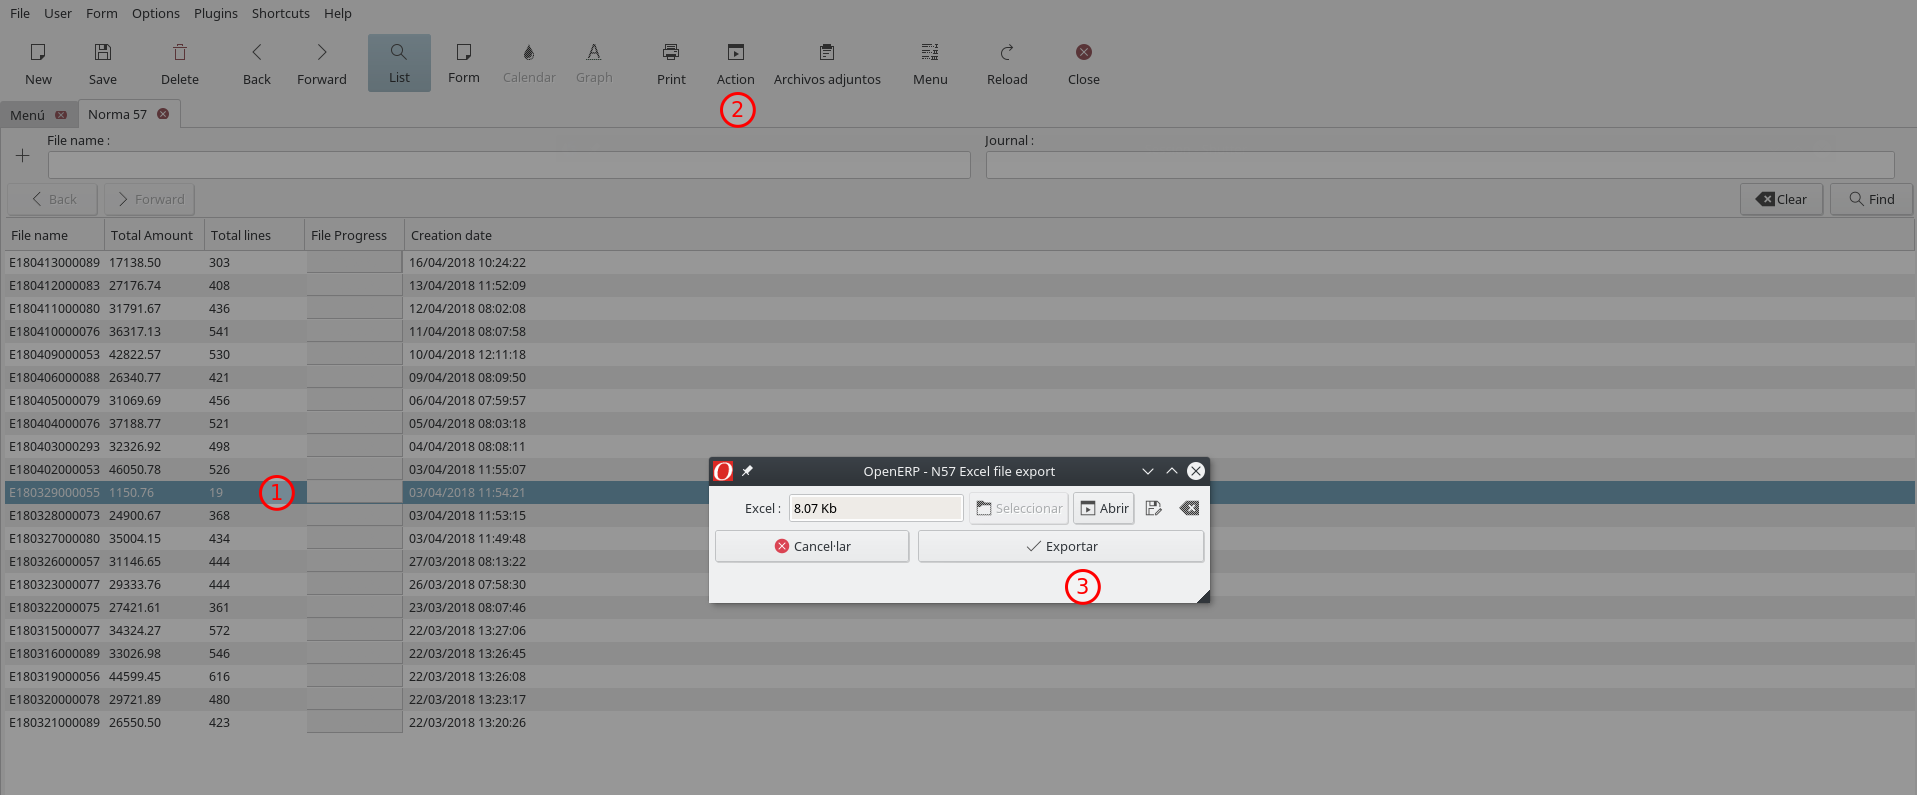 File User Form Options Plugins Shortcuts Help
New Save Delete Back Forward List Form Calendar Graph Print Action Archivos adjuntos Menu Reload Close
2
Menú Norma 57
File name : Journal :
Back Forward Clear Find
File name Total Amount Total lines File Progress Creation date
E180413000089 17138.50 303 16/04/2018 10:24:22
E180412000083 27176.74 408 13/04/2018 11:52:09
E180411000080 31791.67 436 12/04/2018 08:02:08
E180410000076 36317.13 541 11/04/2018 08:07:58
E180409000053 42822.57 530 10/04/2018 12:11:18
E180406000088 26340.77 421 09/04/2018 08:09:50
E180405000079 31069.69 456 06/04/2018 07:59:57
E180404000076 37188.77 521 05/04/2018 08:03:18
E180403000293 32326.92 498 04/04/2018 08:08:11
E180402000053 46050.78 526 03/04/2018 11:55:07
E180329000055 1150.76 19 1 03/04/2018 11:54:21
E180328000073 24900.67 368 03/04/2018 11:53:15
E180327000080 35004.15 434 03/04/2018 11:49:48
E180326000057 31146.65 444 27/03/2018 08:13:22
E180323000077 29333.76 444 26/03/2018 07:58:30
E180322000075 27421.61 361 23/03/2018 08:07:46
E180315000077 34324.27 572 22/03/2018 13:27:06
E180316000089 33026.98 546 22/03/2018 13:26:45
E180319000056 44599.45 616 22/03/2018 13:26:08
E180320000078 29721.89 480 22/03/2018 13:23:17
E180321000089 26550.50 423 22/03/2018 13:20:26
OpenERP - N57 Excel file export
Excel : 8.07 Kb Seleccionar Abrir
Cancel·lar Exportar
3